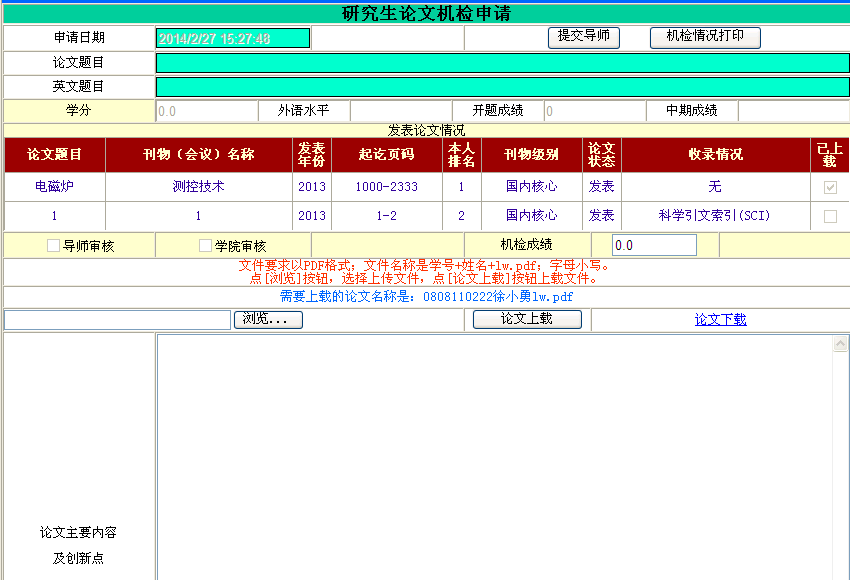 研究生论文机检申请
申请日期 2014/2/27 15:27:48 提交导师 机检情况打印
论文题目
英文题目
学分 0.0 外语水平 开题成绩 0 中期成绩
发表论文情况
论文题目 刊物（会议）名称 发表年份 起讫页码 本人排名 刊物级别 论文状态 收录情况 已上载
电磁炉 测控技术 2013 1000-2333 1 国内核心 发表 无
1 1 2013 1-2 2 国内核心 发表 科学引文索引(SCI)
导师审核 学院审核 机检成绩 0.0
文件要求以PDF格式；文件名称是学号+姓名+lw.pdf；字母小写。
点[浏览]按钮，选择上传文件，点[论文上载]按钮上载文件。
需要上载的论文名称是：0808110222徐小勇lw.pdf
浏览... 论文上载 论文下载
论文主要内容
及创新点